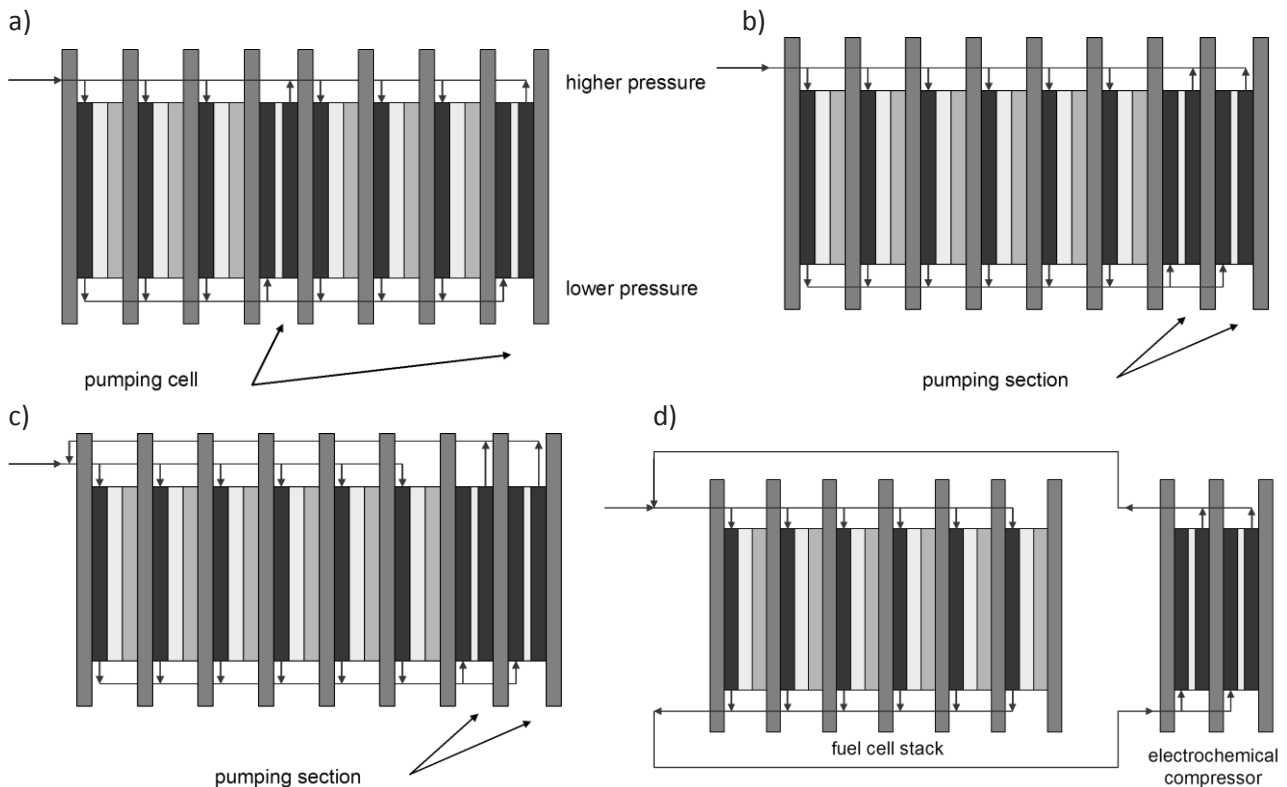 a)
higher pressure
lower pressure
pumping cell
b)
pumping section
c)
pumping section
d)
fuel cell stack
electrochemical
compressor